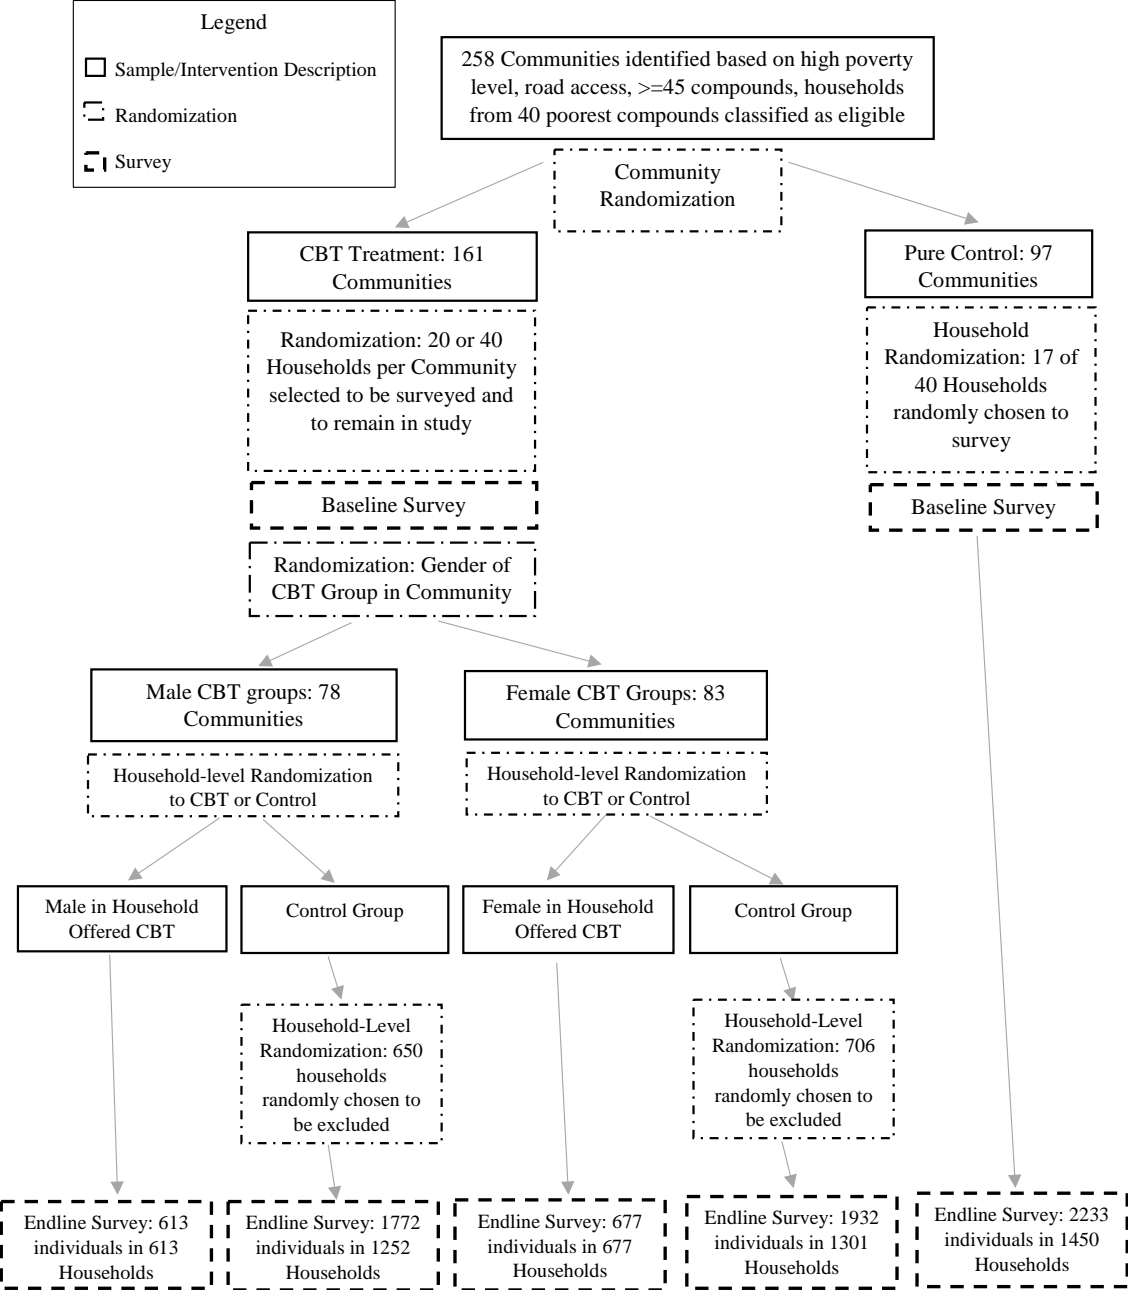 Legend
Sample/Intervention Description
Randomization
Survey
258 Communities identified based on high poverty
level, road access, >=45 compounds, households
from 40 poorest compounds classified as eligible
Community
Randomization
CBT Treatment: 161
Communities
Pure Control: 97
Communities
Randomization: 20 or 40
Households per Community
selected to be surveyed and
to remain in study
Household
Randomization: 17 of
40 Households
randomly chosen to
survey
Baseline Survey
Baseline Survey
Randomization: Gender of
CBT Group in Community
Male CBT groups: 78
Communities
Female CBT Groups: 83
Communities
Household-level Randomization
to CBT or Control
Household-level Randomization
to CBT or Control
Male in Household
Offered CBT
Control Group
Female in Household
Offered CBT
Control Group
Household-Level
Randomization: 650
households
randomly chosen to
be excluded
Household-Level
Randomization: 706
households
randomly chosen to
be excluded
Endline Survey: 613
individuals in 613
Households
Endline Survey: 1772
individuals in 1252
Households
Endline Survey: 677
individuals in 677
Households
Endline Survey: 1932
individuals in 1301
Households
Endline Survey: 2233
individuals in 1450
Households